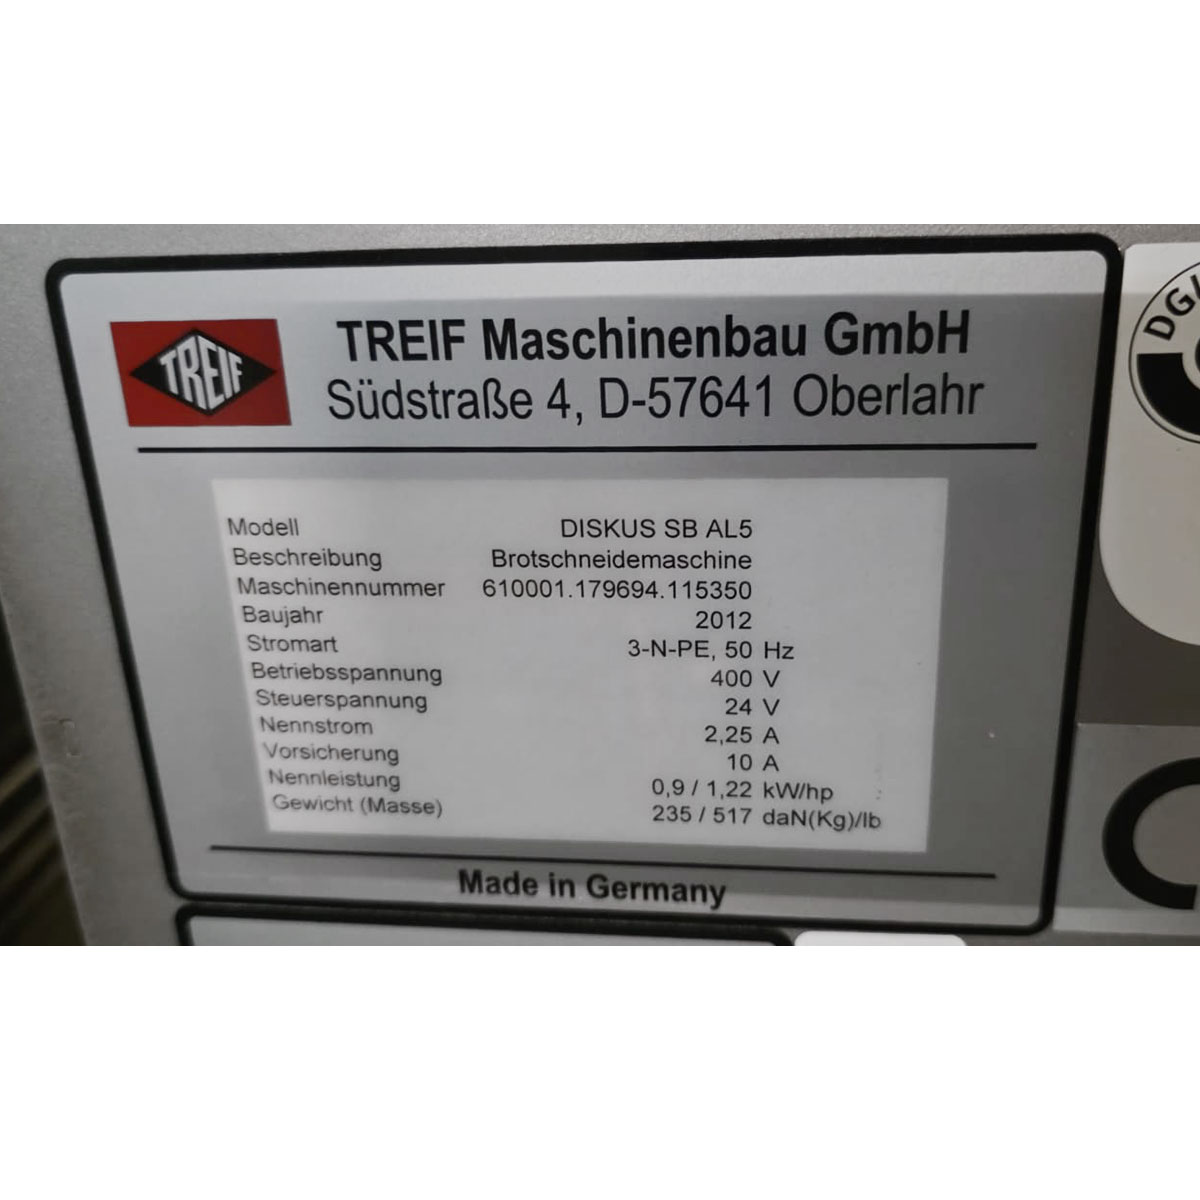 TREIF
TREIF Maschinenbau GmbH
Südstraße 4, D-57641 Oberlahr
Modell DISKUS SB AL5
Beschreibung Brotschneidemaschine
Maschinennummer 610001.179694.115350
Baujahr 2012
Stromart 3-N-PE, 50 Hz
Betriebsspannung 400 V
Steuerspannung 24 V
Nennstrom 2,25 A
Vorsicherung 10 A
Nennleistung 0,9 / 1,22 kW/hp
Gewicht (Masse) 235 / 517 daN(Kg)/lb
Made in Germany